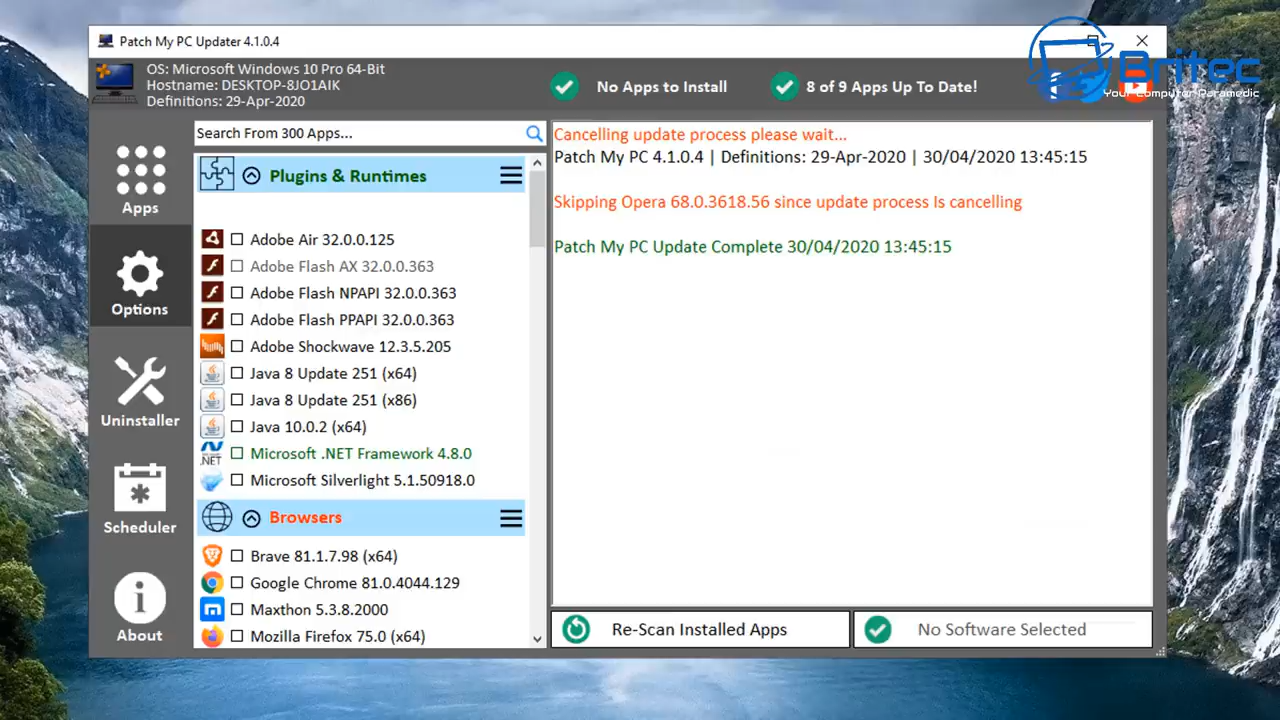 Patch My PC Updater 4.1.0.4
OS: Microsoft Windows 10 Pro 64-Bit
Hostname: DESKTOP-8JO1AIK
Definitions: 29-Apr-2020
No Apps to Install
8 of 9 Apps Up To Date!
Britec
Your Computer Paramedic
Apps
Options
Uninstaller
Scheduler
About
Search From 300 Apps...
Plugins & Runtimes
Adobe Air 32.0.0.125
Adobe Flash AX 32.0.0.363
Adobe Flash NPAPI 32.0.0.363
Adobe Flash PPAPI 32.0.0.363
Adobe Shockwave 12.3.5.205
Java 8 Update 251 (x64)
Java 8 Update 251 (x86)
Java 10.0.2 (x64)
.NET
Microsoft .NET Framework 4.8.0
Microsoft Silverlight 5.1.50918.0
Browsers
Brave 81.1.7.98 (x64)
Google Chrome 81.0.4044.129
Maxthon 5.3.8.2000
Mozilla Firefox 75.0 (x64)
Cancelling update process please wait...
Patch My PC 4.1.0.4 | Definitions: 29-Apr-2020 | 30/04/2020 13:45:15
Skipping Opera 68.0.3618.56 since update process Is cancelling
Patch My PC Update Complete 30/04/2020 13:45:15
Re-Scan Installed Apps
No Software Selected